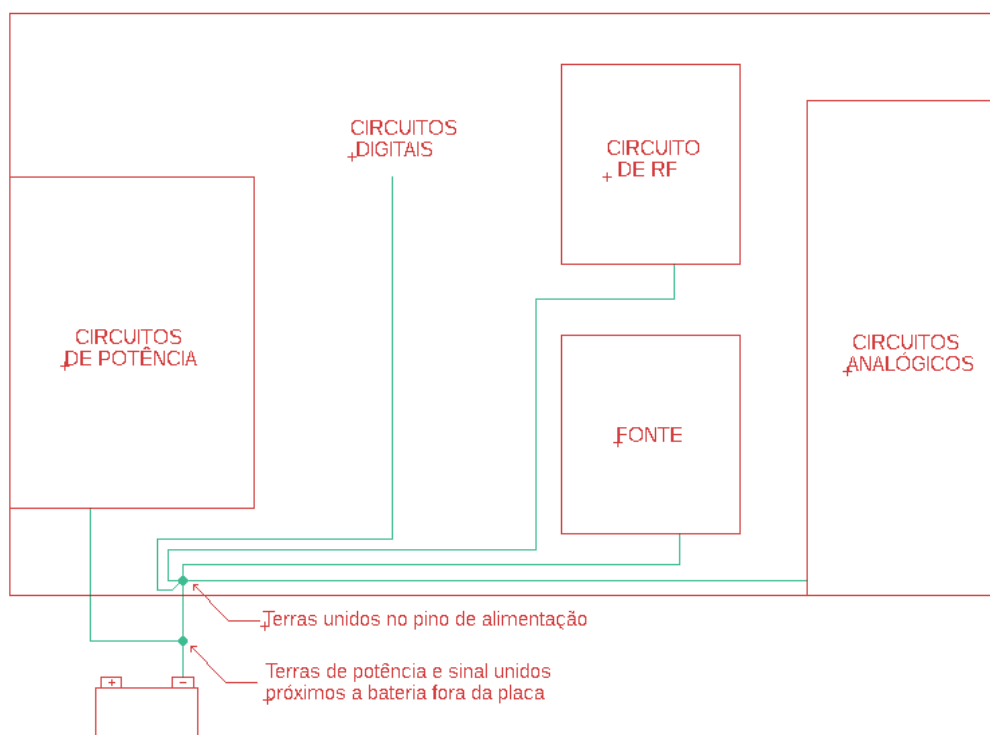 CIRCUITOS
DIGITAIS
CIRCUITO
DE RF
CIRCUITOS
DE POTÊNCIA
CIRCUITOS
ANALÓGICOS
FONTE
Terras unidos no pino de alimentação
Terras de potência e sinal unidos
próximos a bateria fora da placa
+ −